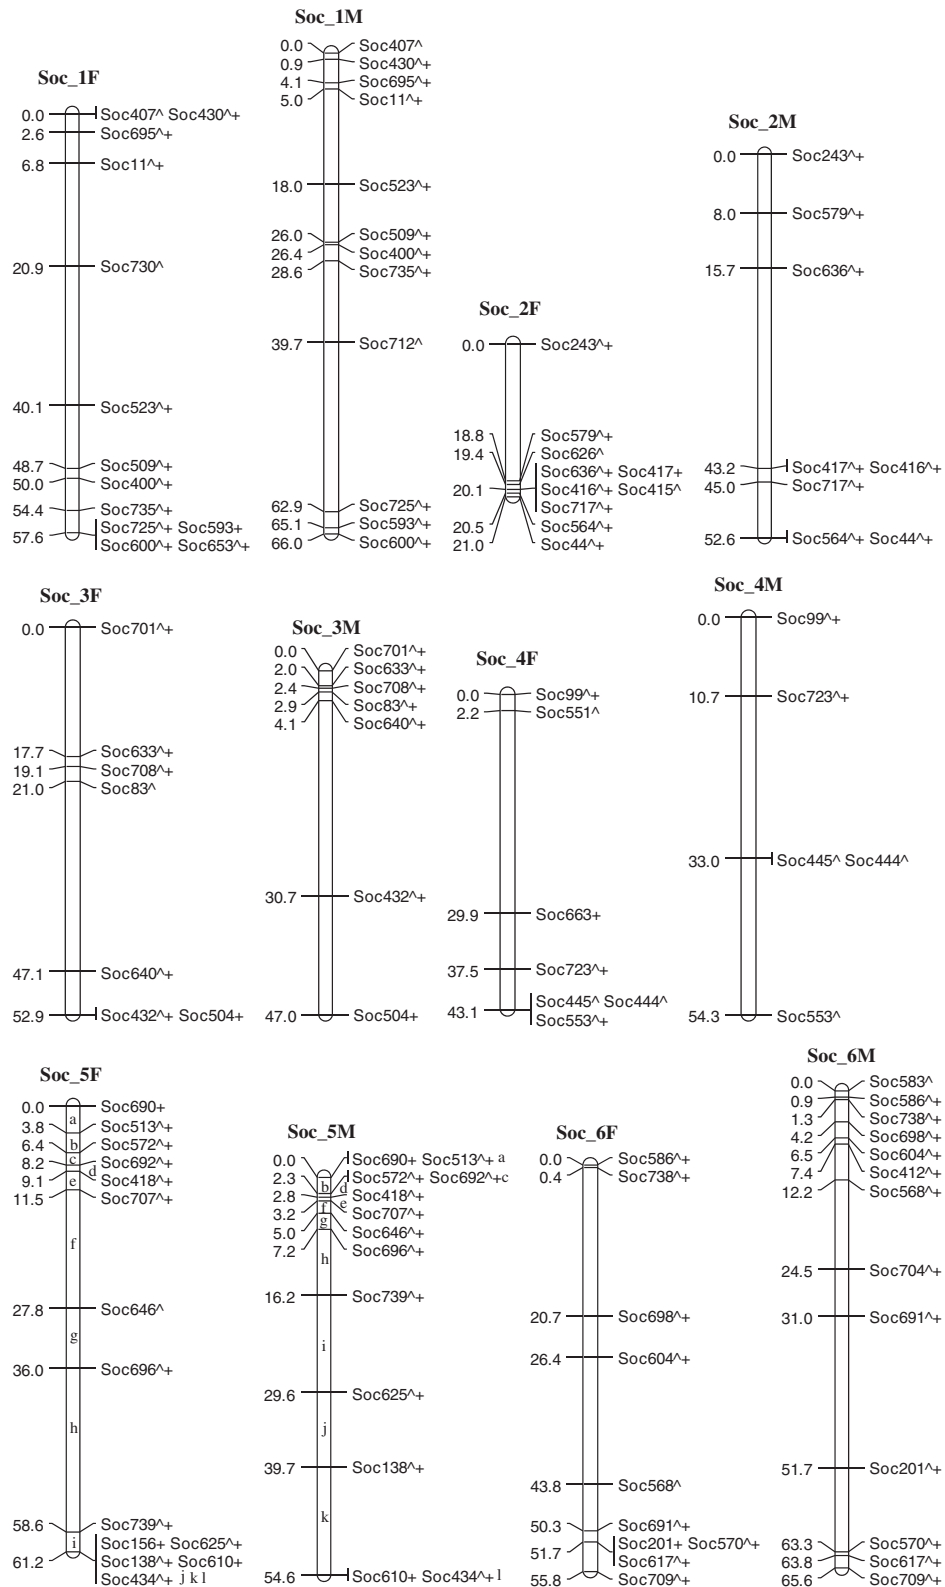 Soc_1F
0.0 Soc407^ Soc430^+
2.6 Soc695^+
6.8 Soc11^+
20.9 Soc730^
40.1 Soc523^+
48.7 Soc509^+
50.0 Soc400^+
54.4 Soc735^+
57.6 Soc725^+ Soc593+
Soc600^+ Soc653^+
Soc_1M
0.0 Soc407^
0.9 Soc430^+
4.1 Soc695^+
5.0 Soc11^+
18.0 Soc523^+
26.0 Soc509^+
26.4 Soc400^+
28.6 Soc735^+
39.7 Soc712^
62.9 Soc725^+
65.1 Soc593^+
66.0 Soc600^+
Soc_2F
0.0 Soc243^+
18.8 Soc579^+
19.4 Soc626^
Soc636^+ Soc417+
20.1 Soc416^+ Soc415^
Soc717^+
20.5 Soc564^+
21.0 Soc44^+
Soc_2M
0.0 Soc243^+
8.0 Soc579^+
15.7 Soc636^+
43.2 Soc417^+ Soc416^+
45.0 Soc717^+
52.6 Soc564^+ Soc44^+
Soc_3F
0.0 Soc701^+
17.7 Soc633^+
19.1 Soc708^+
21.0 Soc83^
47.1 Soc640^+
52.9 Soc432^+ Soc504+
Soc_3M
0.0 Soc701^+
2.0 Soc633^+
2.4 Soc708^+
2.9 Soc83^+
4.1 Soc640^+
30.7 Soc432^+
47.0 Soc504+
Soc_4F
0.0 Soc99^+
2.2 Soc551^
29.9 Soc663+
37.5 Soc723^+
43.1 Soc445^ Soc444^
Soc553^+
Soc_4M
0.0 Soc99^+
10.7 Soc723^+
33.0 Soc445^ Soc444^
54.3 Soc553^
Soc_5F
0.0 Soc690+
a
3.8 Soc513^+
6.4 b Soc572^+
8.2 c Soc692^+
d
9.1 e Soc418^+
11.5 Soc707^+
f
27.8 Soc646^
g
36.0 Soc696^+
h
58.6 Soc739^+
i Soc156+ Soc625^+
61.2 Soc138^+ Soc610+
Soc434^+ j k l
Soc_5M
0.0 Soc690+ Soc513^+ a
2.3 Soc572^+ Soc692^+ c
b d
2.8 Soc418^+
e
3.2 f Soc707^+
g
5.0 Soc646^+
7.2 Soc696^+
h
16.2 Soc739^+
i
29.6 Soc625^+
j
39.7 Soc138^+
k
54.6 Soc610+ Soc434^+ l
Soc_6F
0.0 Soc586^+
0.4 Soc738^+
20.7 Soc698^+
26.4 Soc604^+
43.8 Soc568^
50.3 Soc691^+
51.7 Soc201+ Soc570^+
Soc617^+
55.8 Soc709^+
Soc_6M
0.0 Soc583^
0.9 Soc586^+
1.3 Soc738^+
4.2 Soc698^+
6.5 Soc604^+
7.4 Soc412^+
12.2 Soc568^+
24.5 Soc704^+
31.0 Soc691^+
51.7 Soc201^+
63.3 Soc570^+
63.8 Soc617^+
65.6 Soc709^+